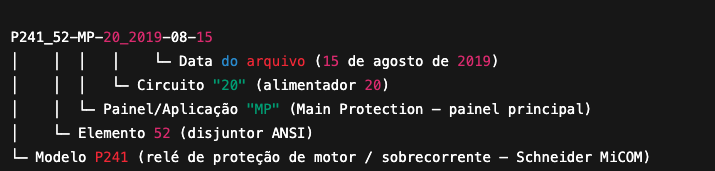 P241_52-MP-20_2019-08-15
│    │  │   │    └─ Data do arquivo (15 de agosto de 2019)
│    │  │   └─ Circuito "20" (alimentador 20)
│    │  └─ Painel/Aplicação "MP" (Main Protection – painel principal)
│    └─ Elemento 52 (disjuntor ANSI)
└─ Modelo P241 (relé de proteção de motor / sobrecorrente – Schneider MiCOM)